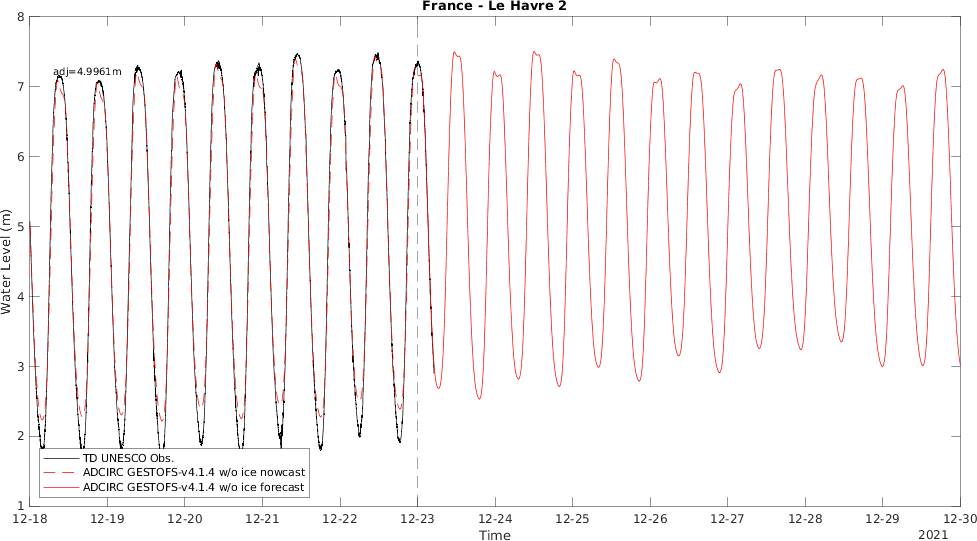 France - Le Havre 2
adj=4.9961m
Water Level (m)
8
7
6
5
4
3
2
1
TD UNESCO Obs.
ADCIRC GESTOFS-v4.1.4 w/o ice nowcast
ADCIRC GESTOFS-v4.1.4 w/o ice forecast
12-18 12-19 12-20 12-21 12-22 12-23 12-24 12-25 12-26 12-27 12-28 12-29 12-30
Time
2021